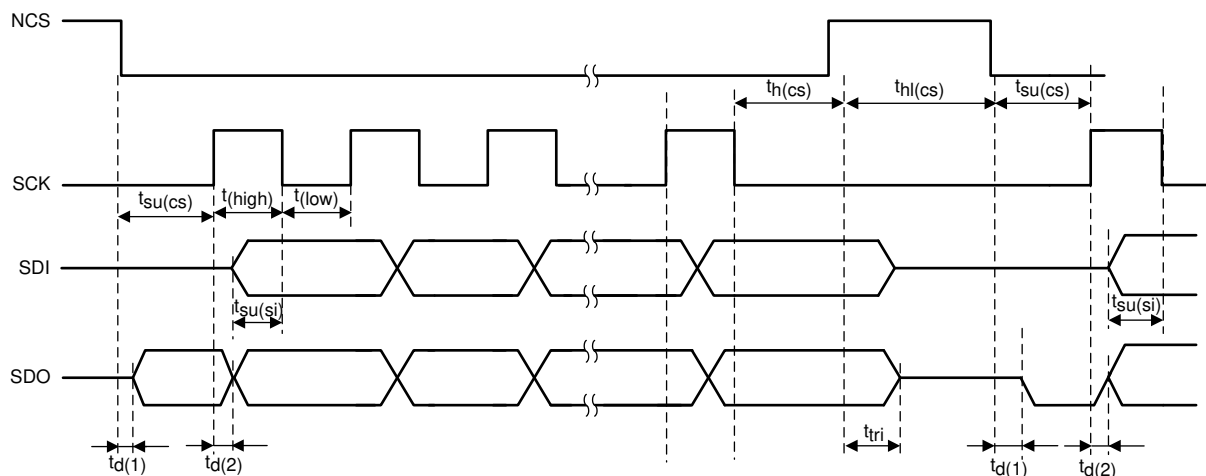 NCS
th(cs) thl(cs) tsu(cs)
SCK
tsu(cs) t(high) t(low)
SDI
tsu(si) tsu(si)
SDO
td(1) td(2) ttri td(1) td(2)